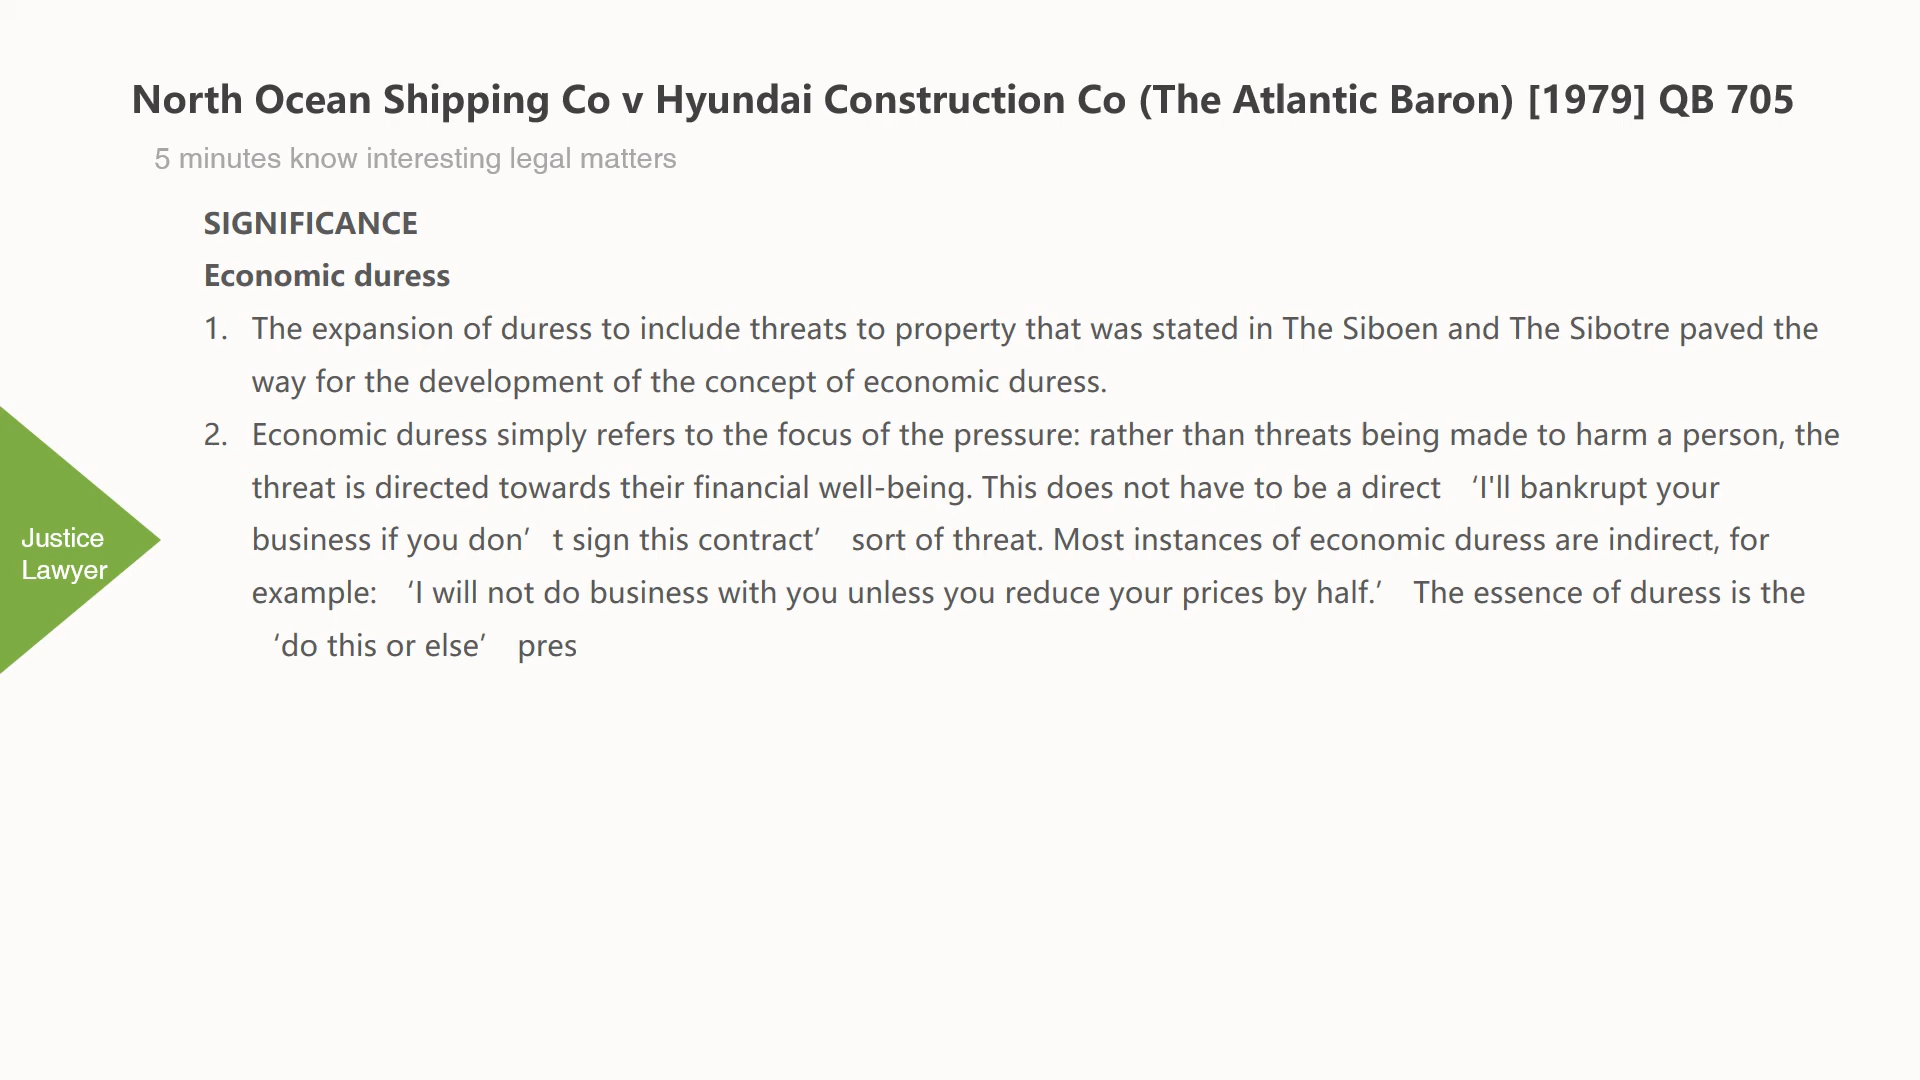 North Ocean Shipping Co v Hyundai Construction Co (The Atlantic Baron) [1979] QB 705
5 minutes know interesting legal matters
SIGNIFICANCE
Economic duress
1. The expansion of duress to include threats to property that was stated in The Siboen and The Sibotre paved the
way for the development of the concept of economic duress.
2. Economic duress simply refers to the focus of the pressure: rather than threats being made to harm a person, the
threat is directed towards their financial well-being. This does not have to be a direct ‘I'll bankrupt your
business if you don’ t sign this contract’ sort of threat. Most instances of economic duress are indirect, for
example: ‘I will not do business with you unless you reduce your prices by half.’ The essence of duress is the
‘do this or else’ pres
Justice
Lawyer